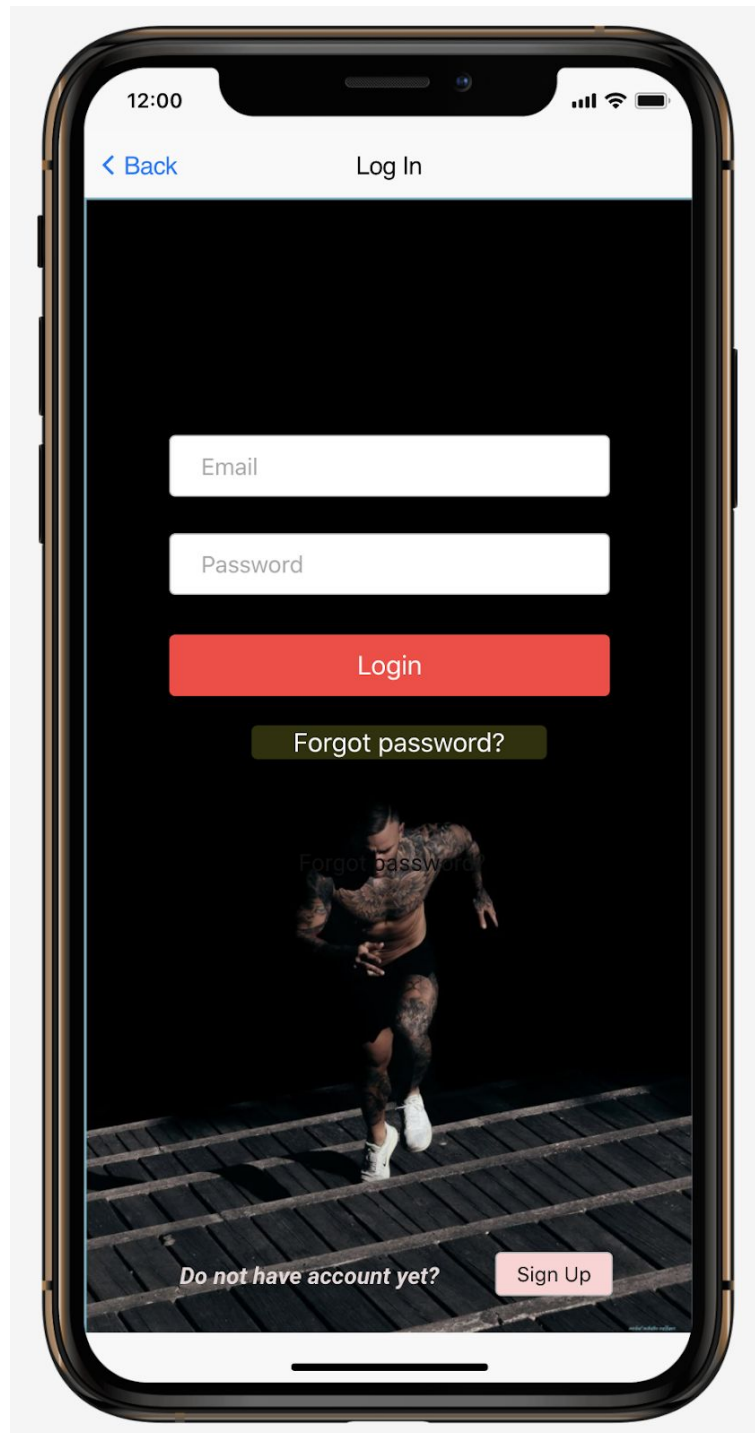 12:00
Back
Log In
Email
Password
Login
Forgot password?
Forgot password?
Do not have account yet?
Sign Up